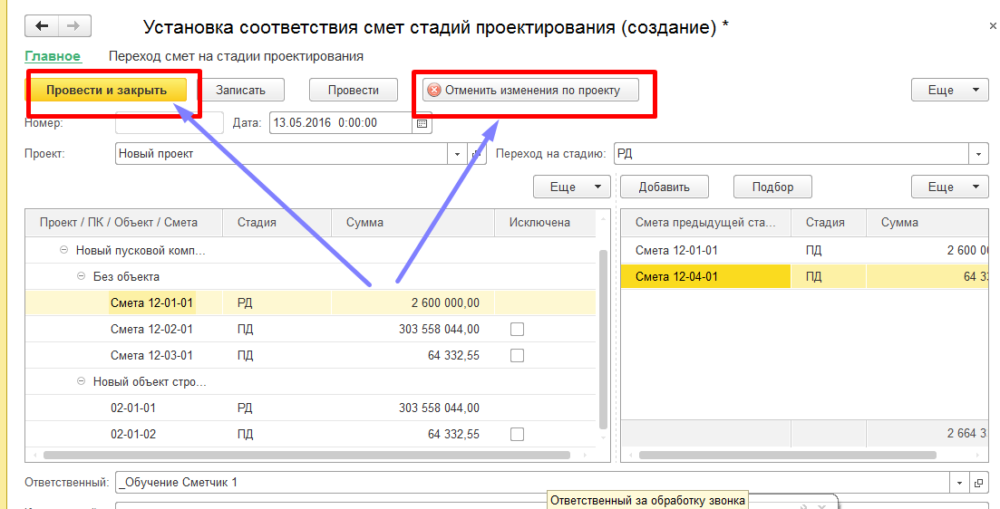 Установка соответствия смет стадий проектирования (создание) *
Главное Переход смет на стадии проектирования
Провести и закрыть Записать Провести Отменить изменения по проекту Еще
Номер: Дата: 13.05.2016 0:00:00
Проект: Новый проект Переход на стадию: РД
Еще Добавить Подбор Еще
Проект / ПК / Объект / Смета Стадия Сумма Исключена Смета предыдущей ста... Стадия Сумма
Новый пусковой комп... Смета 12-01-01 ПД 2 600 0
Без объекта Смета 12-04-01 ПД 64 3
Смета 12-01-01 РД 2 600 000,00
Смета 12-02-01 ПД 303 558 044,00
Смета 12-03-01 ПД 64 332,55
Новый объект стро...
02-01-01 РД 303 558 044,00
02-01-02 ПД 64 332,55 2 664 3
Ответственный: _Обучение Сметчик 1
Ответственный за обработку звонка